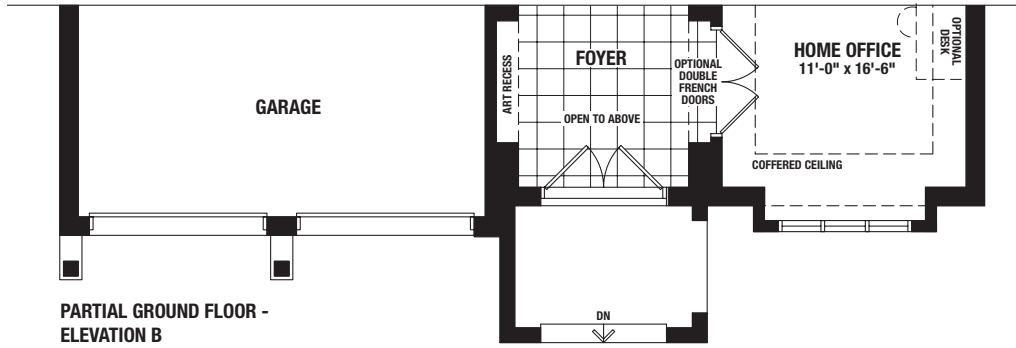 GARAGE
ART RECESS
FOYER
OPEN TO ABOVE
OPTIONAL
DOUBLE
FRENCH
DOORS
HOME OFFICE
11'-0" x 16'-6"
OPTIONAL
DESK
COFFERED CEILING
DN
PARTIAL GROUND FLOOR -
ELEVATION B